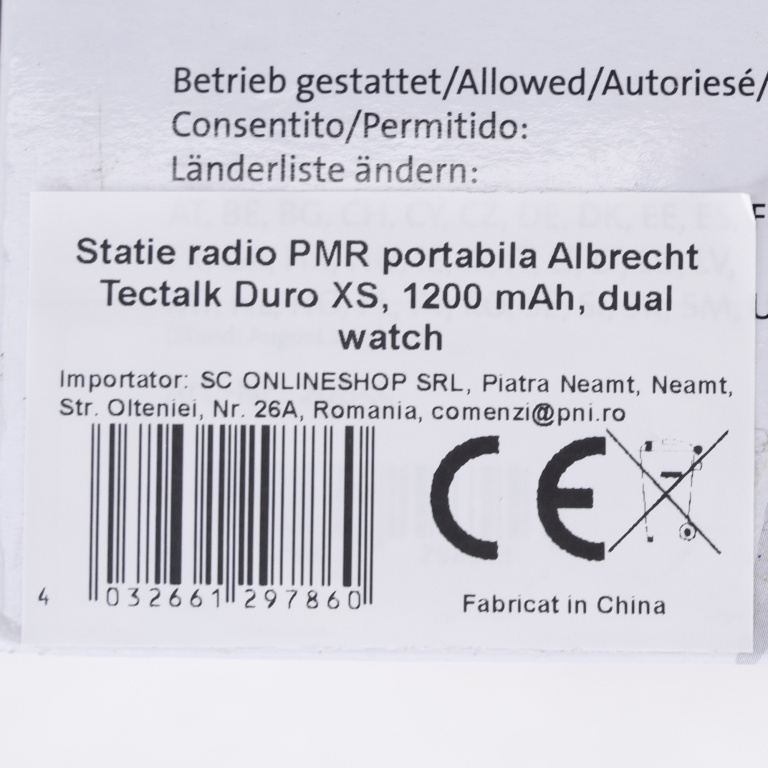 Betrieb gestattet/Allowed/Autoriesé/
Consentito/Permitido:
Länderliste ändern:
Statie radio PMR portabila Albrecht
Tectalk Duro XS, 1200 mAh, dual
watch
Importator: SC ONLINESHOP SRL, Piatra Neamt, Neamt,
Str. Olteniei, Nr. 26A, Romania, comenzi@pni.ro
CE
4 032661 297860
Fabricat in China